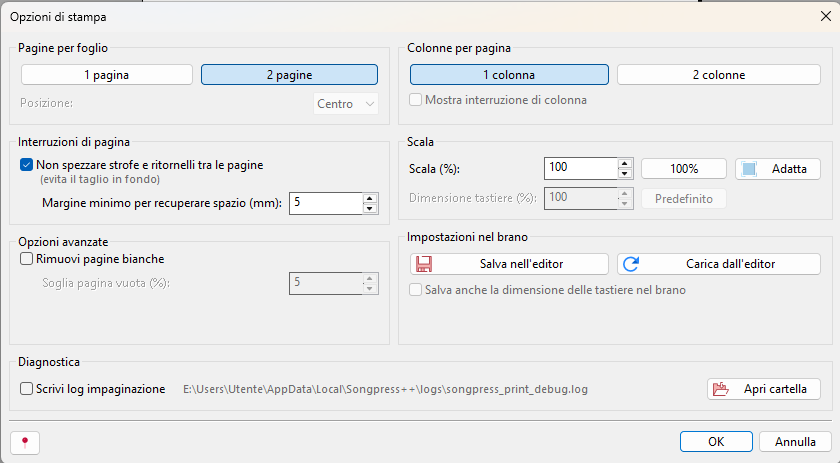 Opzioni di stampa
Pagine per foglio
1 pagina
2 pagine
Posizione:
Centro
Colonne per pagina
1 colonna
2 colonne
Mostra interruzione di colonna
Interruzioni di pagina
Non spezzare strofe e ritornelli tra le pagine
(evita il taglio in fondo)
Margine minimo per recuperare spazio (mm):
5
Scala
Scala (%):
100
100%
Adatta
Dimensione tastiere (%):
100
Predefinito
Opzioni avanzate
Rimuovi pagine bianche
Soglia pagina vuota (%):
5
Impostazioni nel brano
Salva nell'editor
Carica dall'editor
Salva anche la dimensione delle tastiere nel brano
Diagnostica
Scrivi log impaginazione
E:\Users\Utente\AppData\Local\Songpress++\logs\songpress_print_debug.log
Apri cartella
OK
Annulla